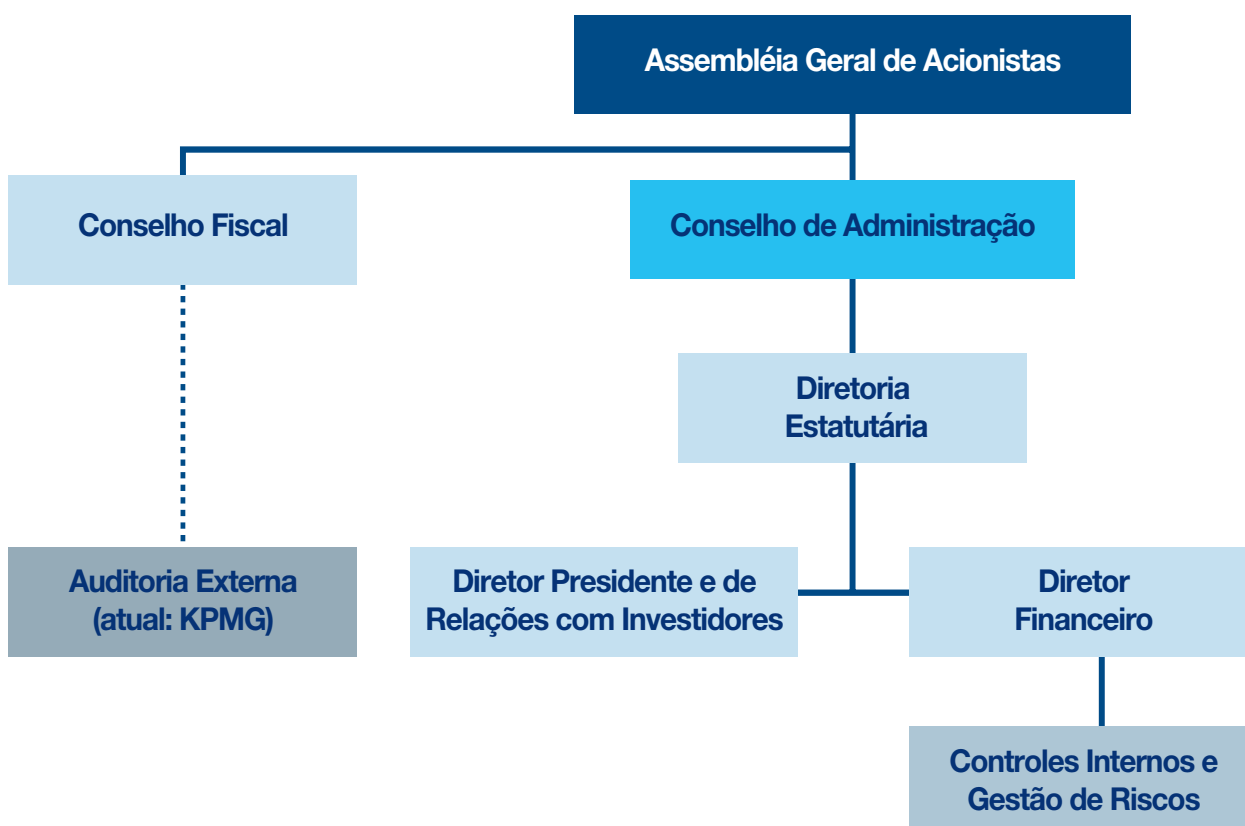 Assembléia Geral de Acionistas
Conselho Fiscal
Conselho de Administração
Diretoria
Estatutária
Auditoria Externa
(atual: KPMG)
Diretor Presidente e de
Relações com Investidores
Diretor
Financeiro
Controles Internos e
Gestão de Riscos